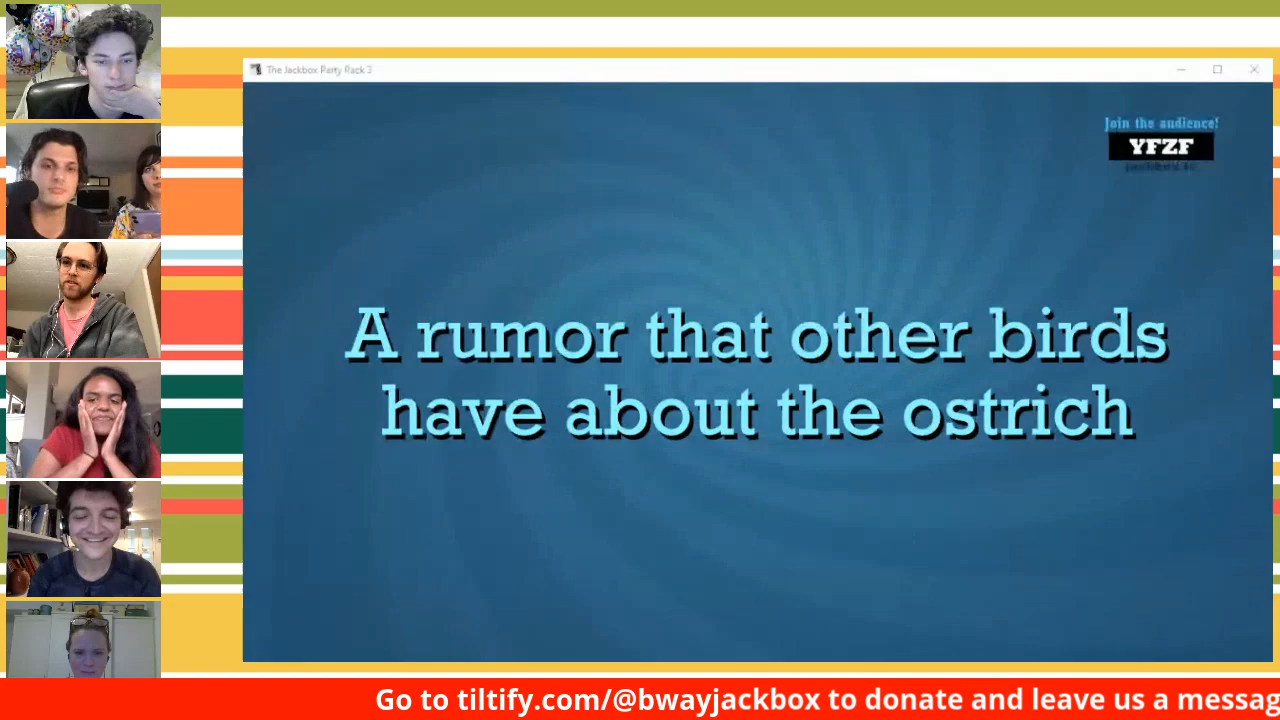 The Jackbox Party Pack 3
Join the audience!
YFZF
A rumor that other birds
have about the ostrich
Go to tiltify.com/@bwayjackbox to donate and leave us a messag
18